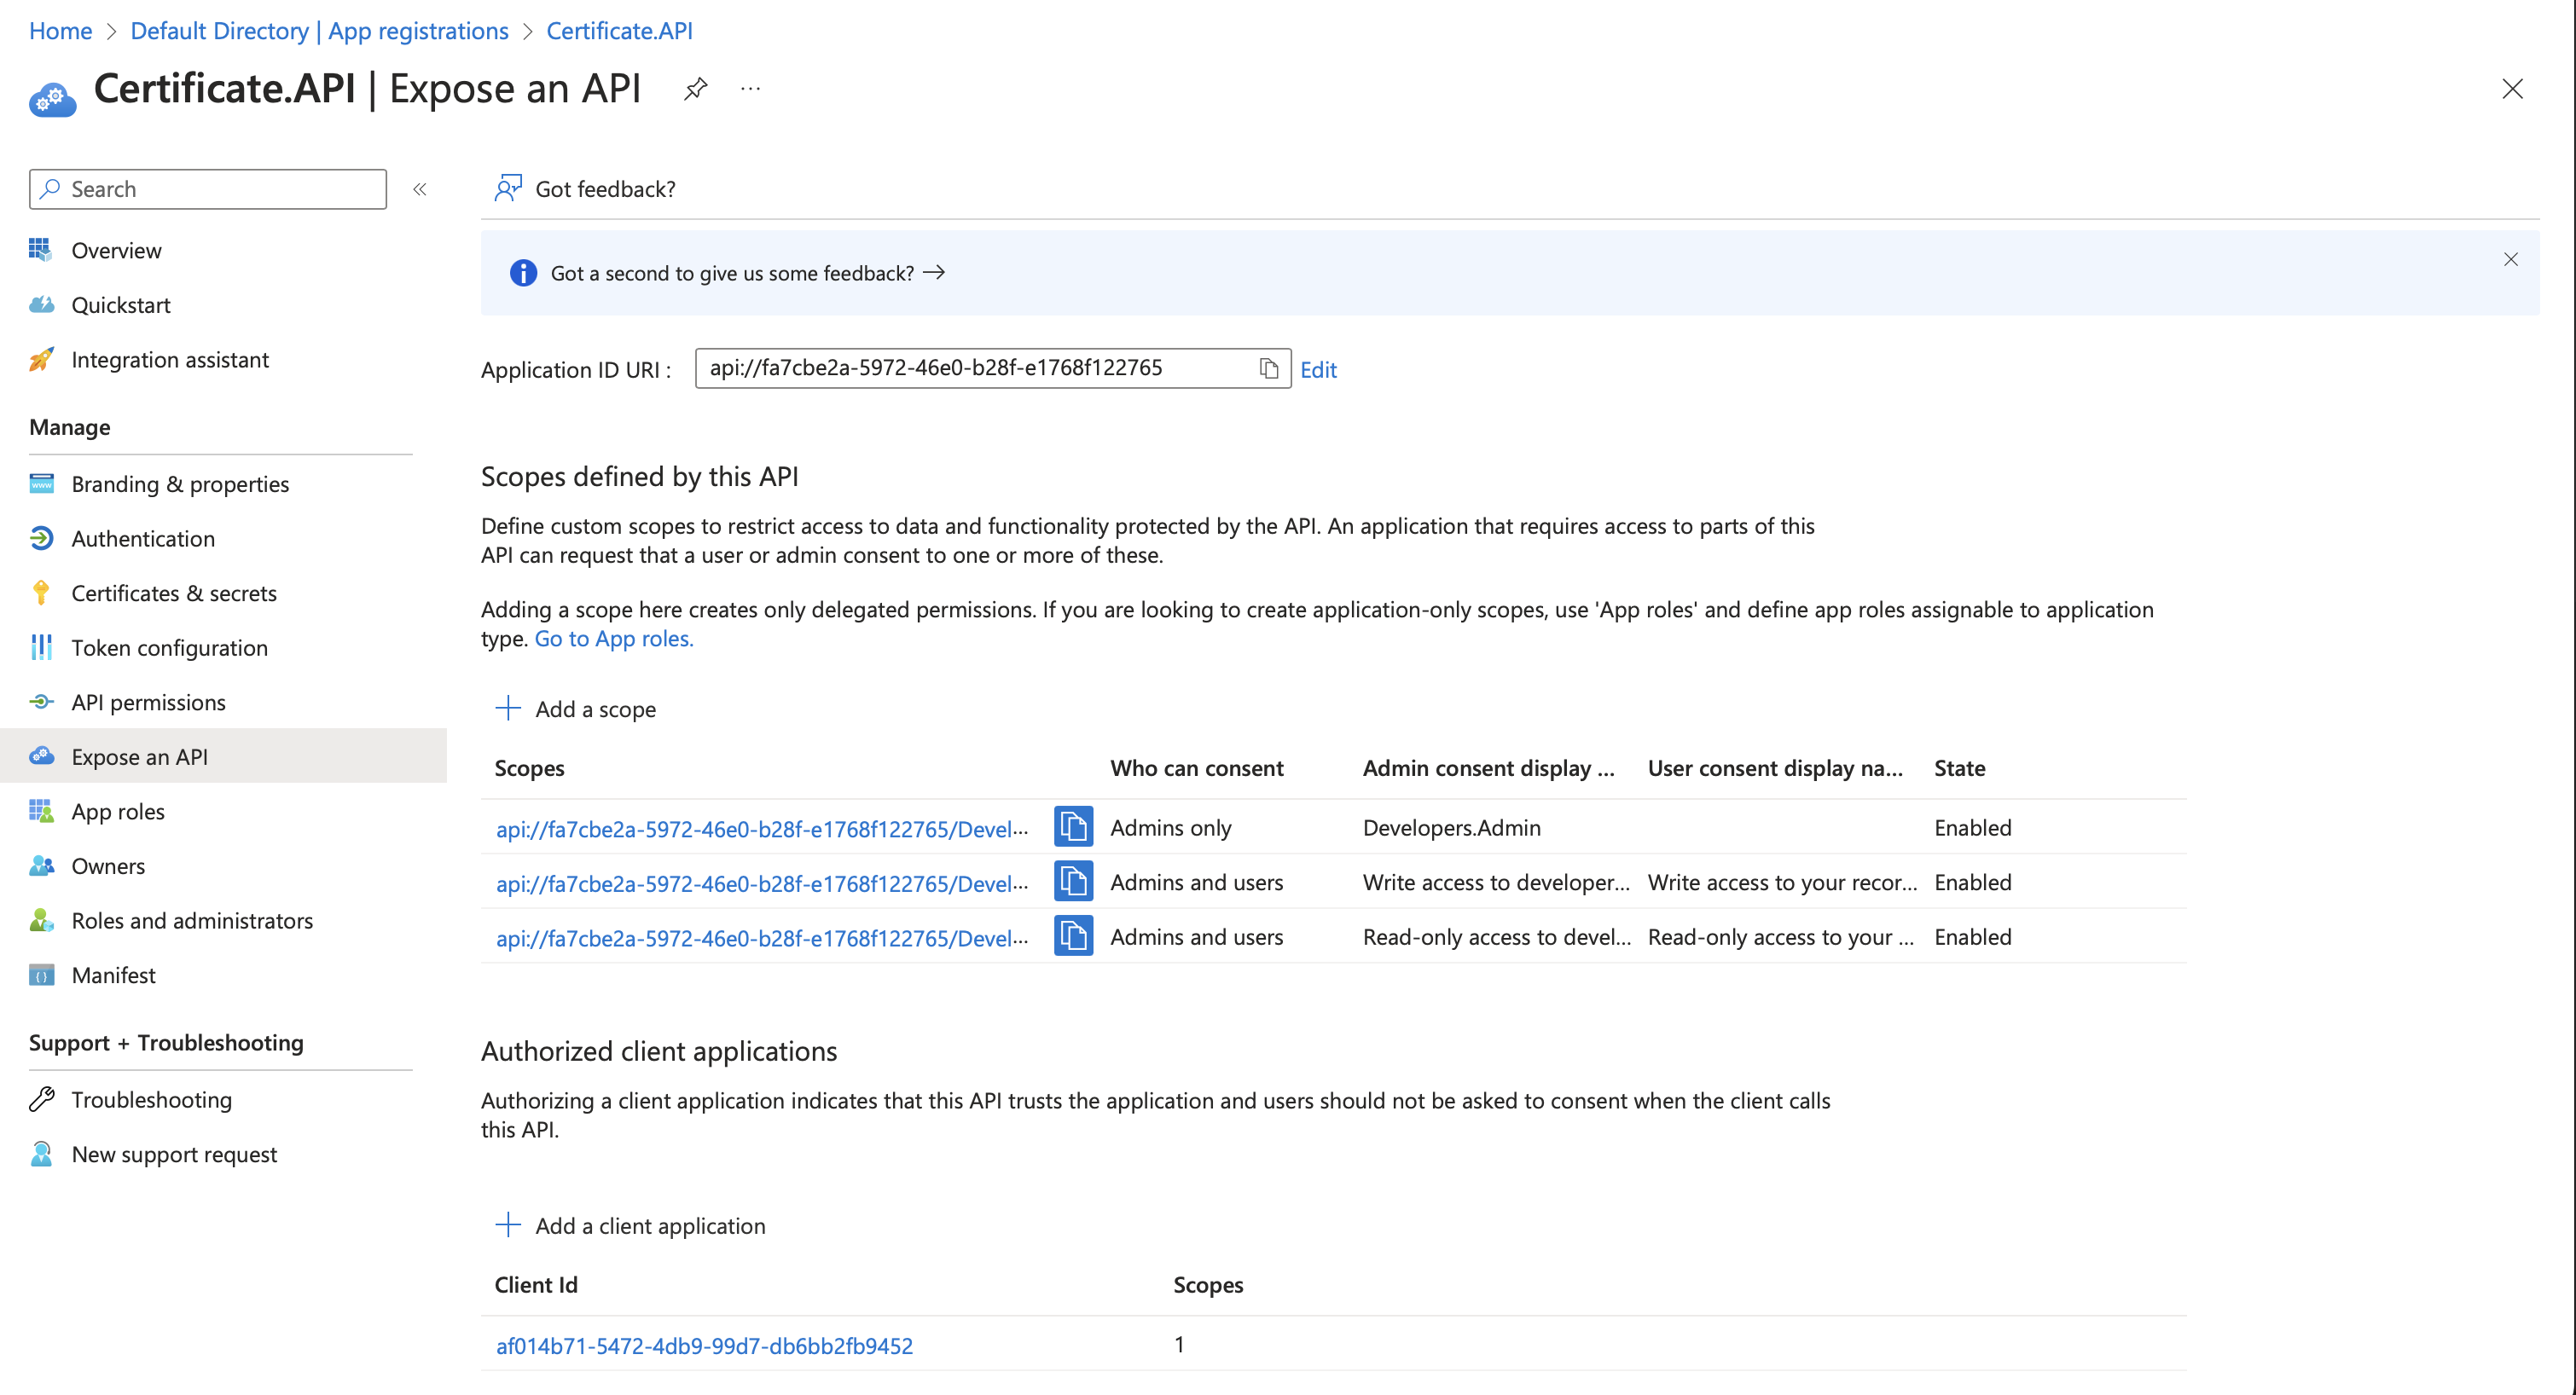 Home > Default Directory | App registrations > Certificate.API
Certificate.API | Expose an API
Search
Overview
Quickstart
Integration assistant
Manage
Branding & properties
Authentication
Certificates & secrets
Token configuration
API permissions
Expose an API
App roles
Owners
Roles and administrators
Manifest
Support + Troubleshooting
Troubleshooting
New support request
Got feedback?
Got a second to give us some feedback? →
Application ID URI : api://fa7cbe2a-5972-46e0-b28f-e1768f122765 Edit
Scopes defined by this API
Define custom scopes to restrict access to data and functionality protected by the API. An application that requires access to parts of this
API can request that a user or admin consent to one or more of these.
Adding a scope here creates only delegated permissions. If you are looking to create application-only scopes, use 'App roles' and define app roles assignable to application
type. Go to App roles.
Add a scope
Scopes Who can consent Admin consent display ... User consent display na... State
api://fa7cbe2a-5972-46e0-b28f-e1768f122765/Devel... Admins only Developers.Admin Enabled
api://fa7cbe2a-5972-46e0-b28f-e1768f122765/Devel... Admins and users Write access to developer... Write access to your recor... Enabled
api://fa7cbe2a-5972-46e0-b28f-e1768f122765/Devel... Admins and users Read-only access to devel... Read-only access to your ... Enabled
Authorized client applications
Authorizing a client application indicates that this API trusts the application and users should not be asked to consent when the client calls
this API.
Add a client application
Client Id Scopes
af014b71-5472-4db9-99d7-db6bb2fb9452 1